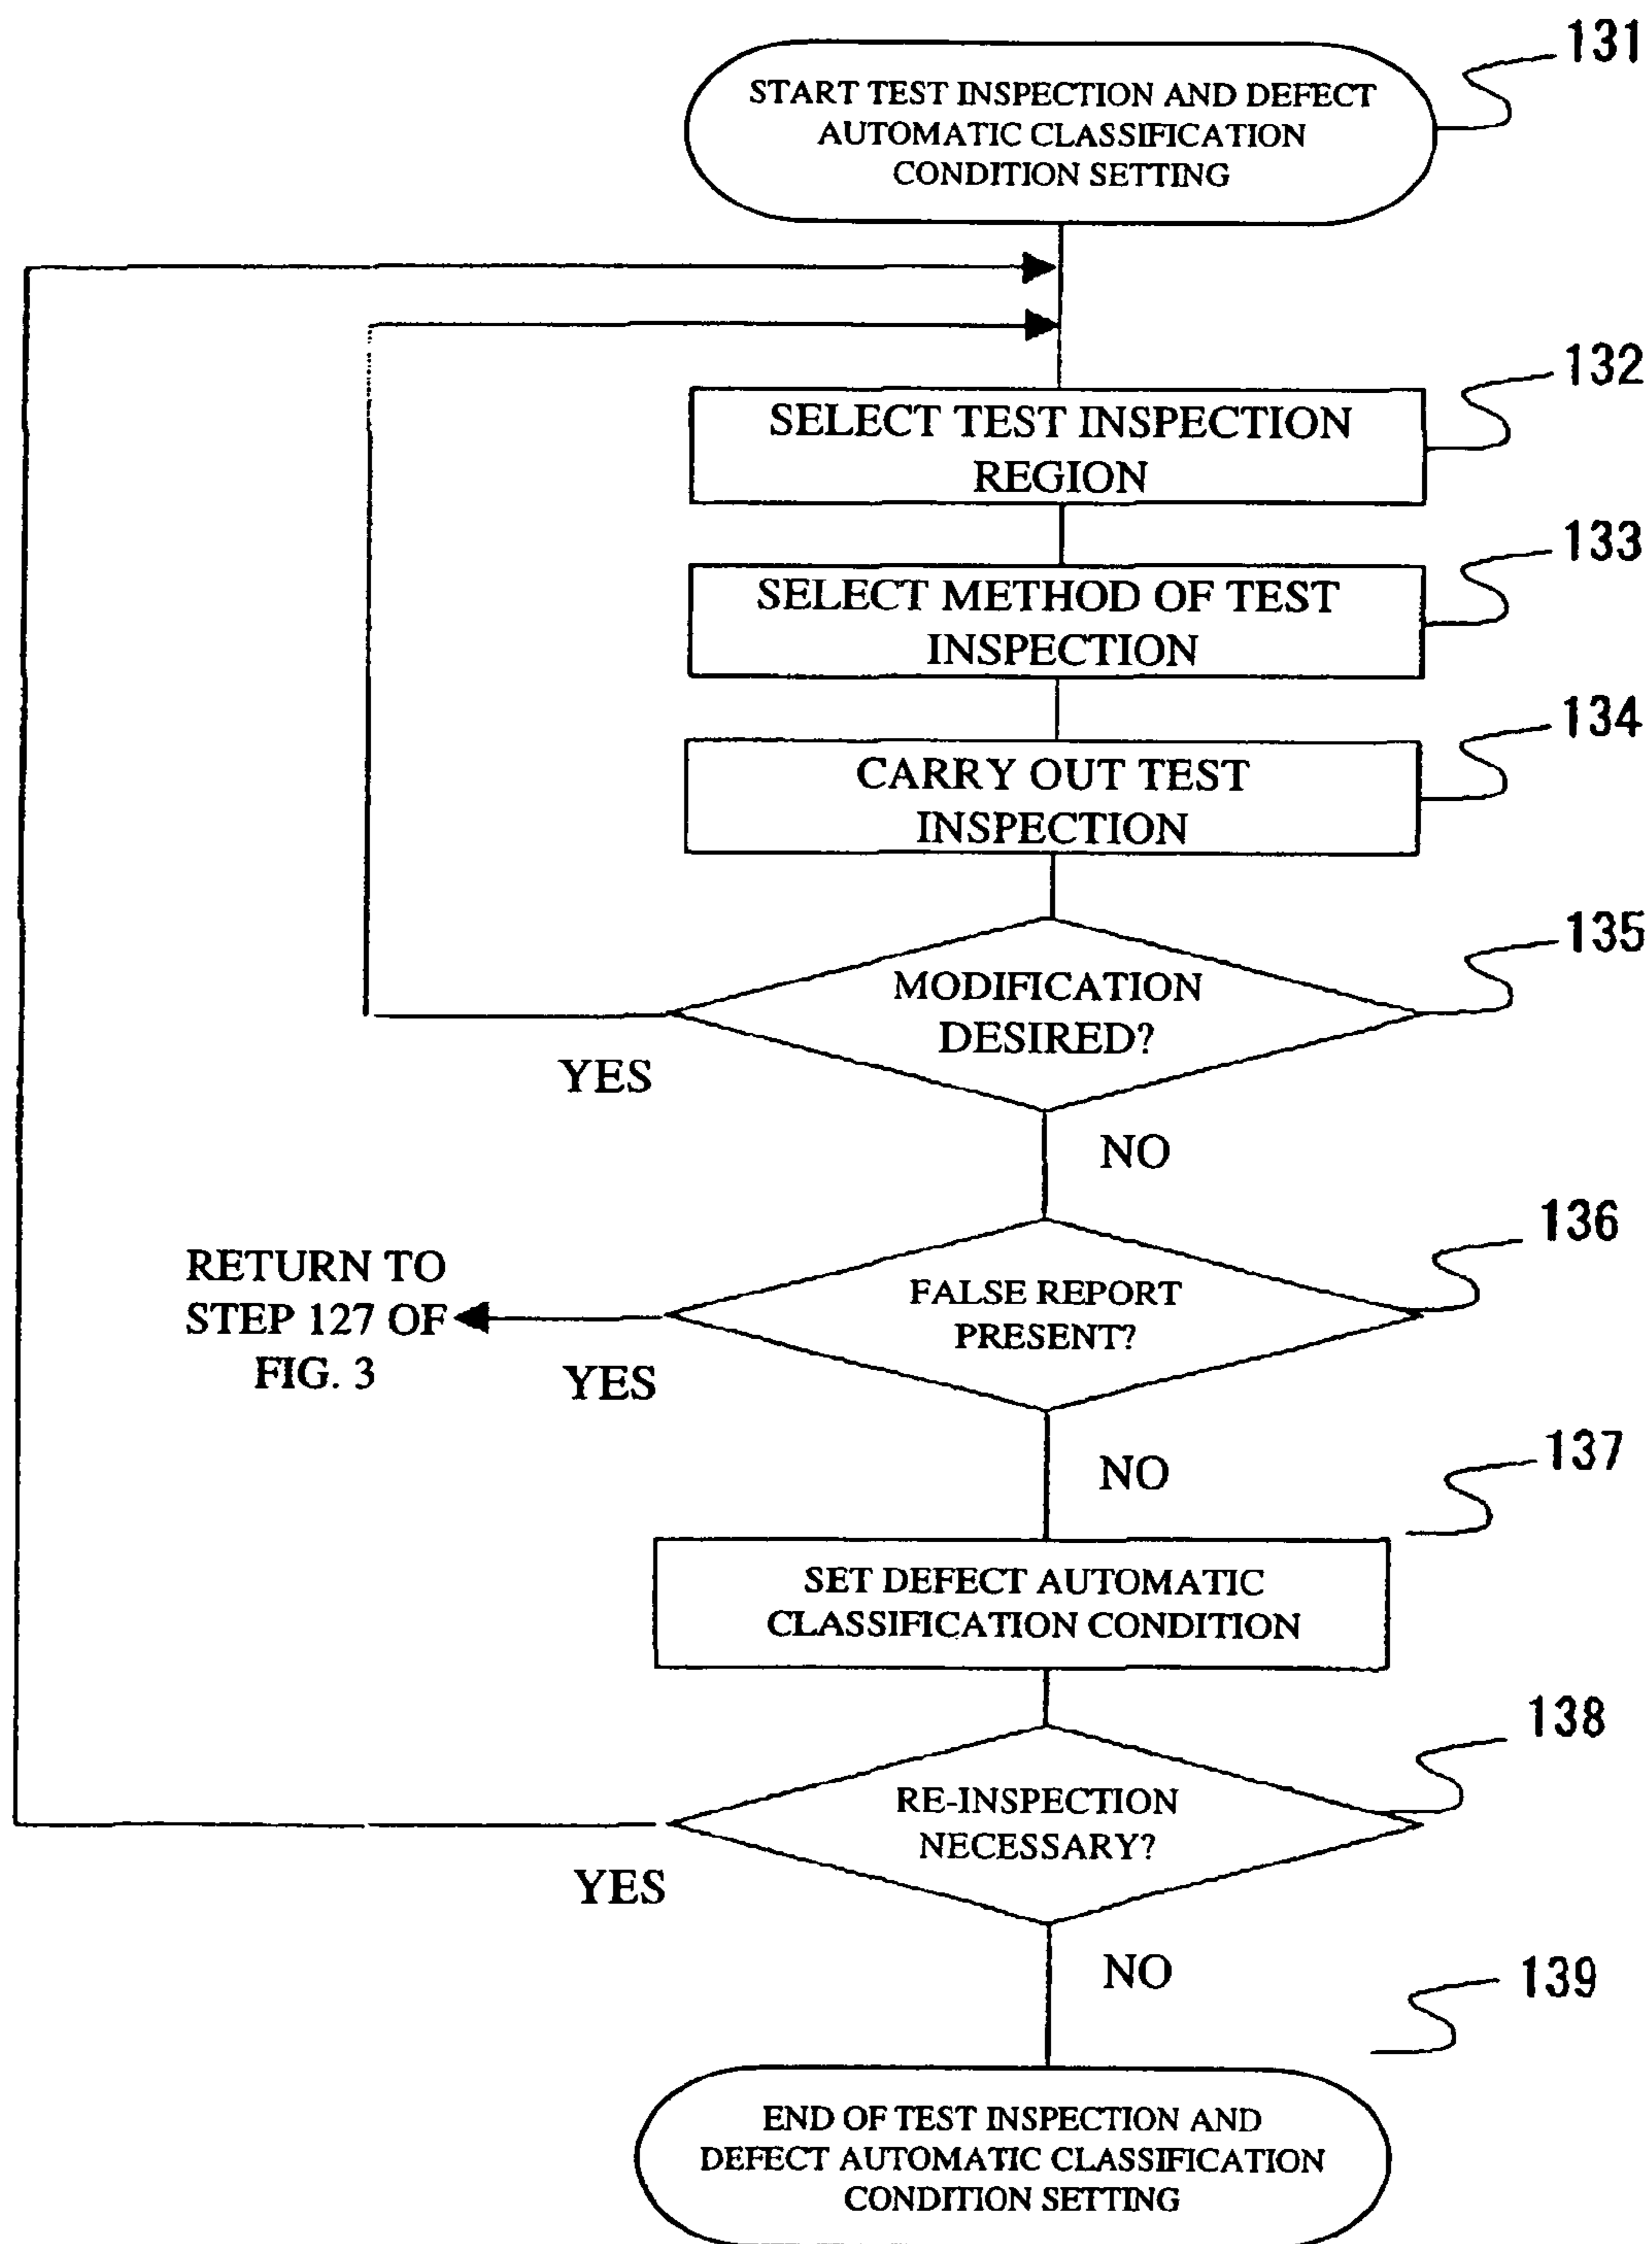 131
START TEST INSPECTION AND DEFECT
AUTOMATIC CLASSIFICATION
CONDITION SETTING
132
SELECT TEST INSPECTION
REGION
133
SELECT METHOD OF TEST
INSPECTION
134
CARRY OUT TEST
INSPECTION
135
MODIFICATION
DESIRED?
YES
NO
136
FALSE REPORT
PRESENT?
RETURN TO
STEP 127 OF
FIG. 3
YES
NO
137
SET DEFECT AUTOMATIC
CLASSIFICATION CONDITION
138
RE-INSPECTION
NECESSARY?
YES
NO
139
END OF TEST INSPECTION AND
DEFECT AUTOMATIC CLASSIFICATION
CONDITION SETTING